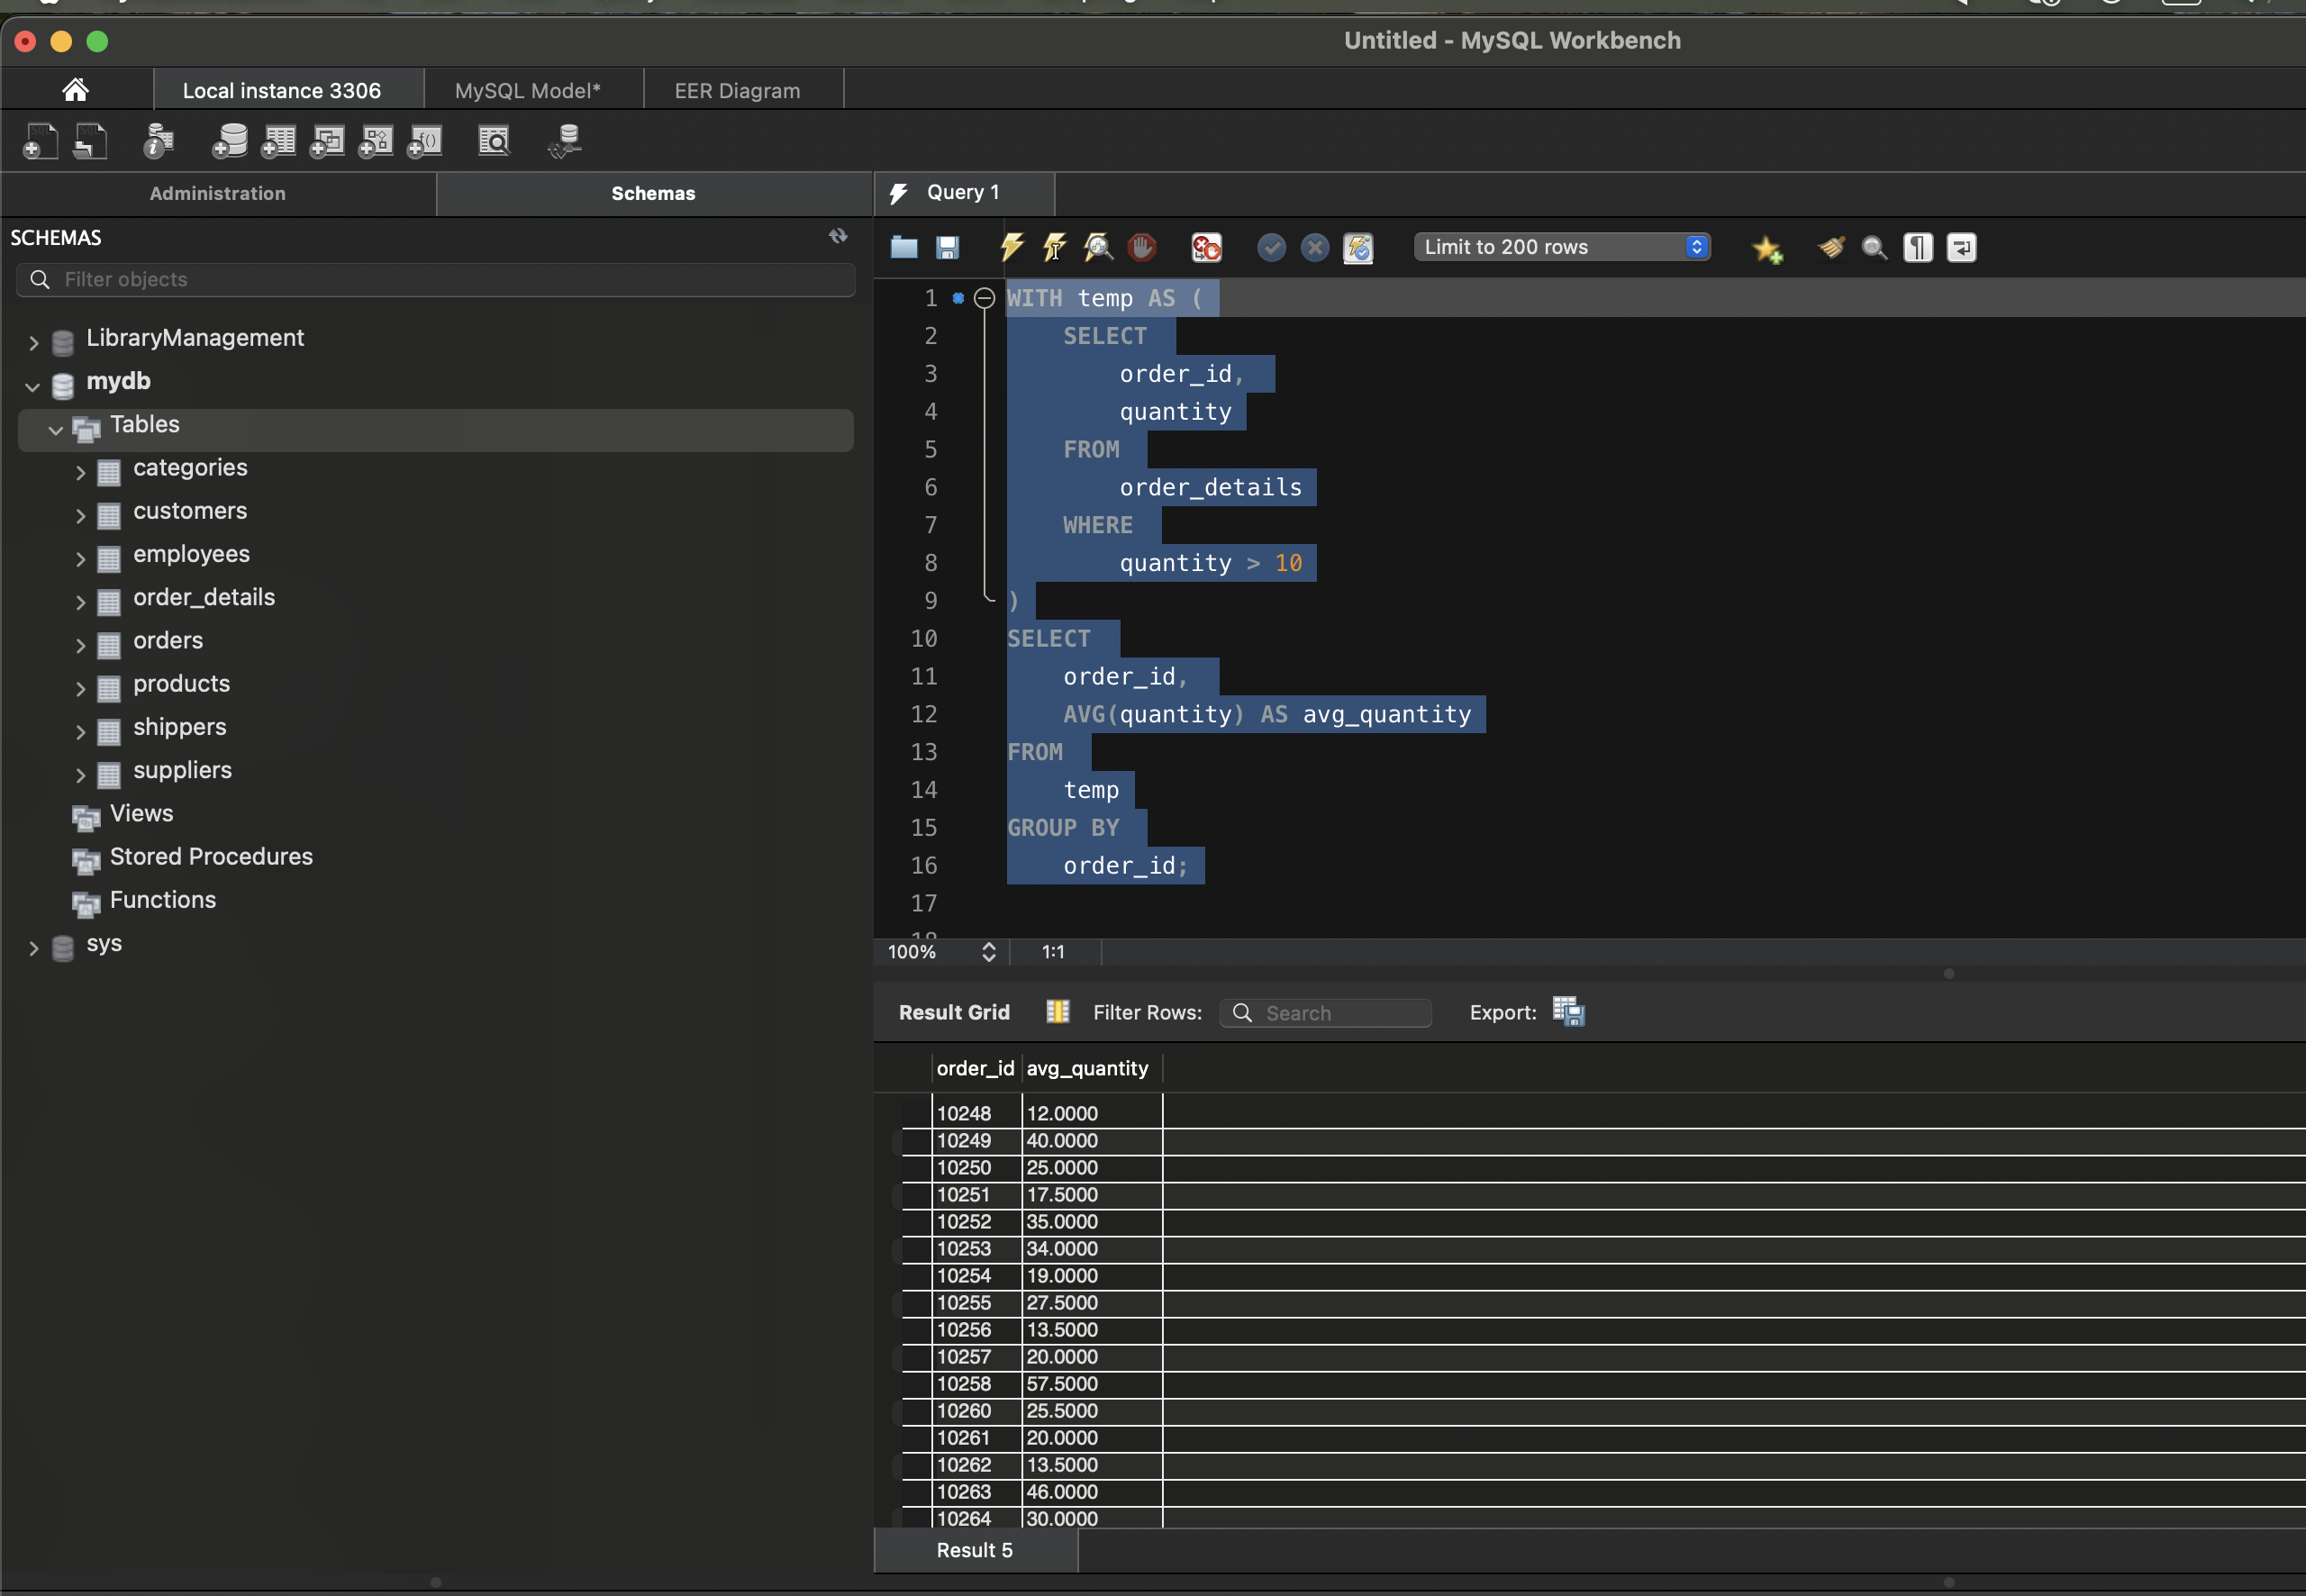 Untitled - MySQL Workbench
Local instance 3306
MySQL Model*
EER Diagram
Administration
Schemas
Query 1
SCHEMAS
Filter objects
LibraryManagement
mydb
Tables
categories
customers
employees
order_details
orders
products
shippers
suppliers
Views
Stored Procedures
Functions
sys
Limit to 200 rows
1 WITH temp AS (
2 SELECT
3 order_id,
4 quantity
5 FROM
6 order_details
7 WHERE
8 quantity > 10
9 )
10 SELECT
11 order_id,
12 AVG(quantity) AS avg_quantity
13 FROM
14 temp
15 GROUP BY
16 order_id;
17
100% 1:1
Result Grid Filter Rows: Search Export:
order_id avg_quantity
10248 12.0000
10249 40.0000
10250 25.0000
10251 17.5000
10252 35.0000
10253 34.0000
10254 19.0000
10255 27.5000
10256 13.5000
10257 20.0000
10258 57.5000
10260 25.5000
10261 20.0000
10262 13.5000
10263 46.0000
10264 30.0000
Result 5